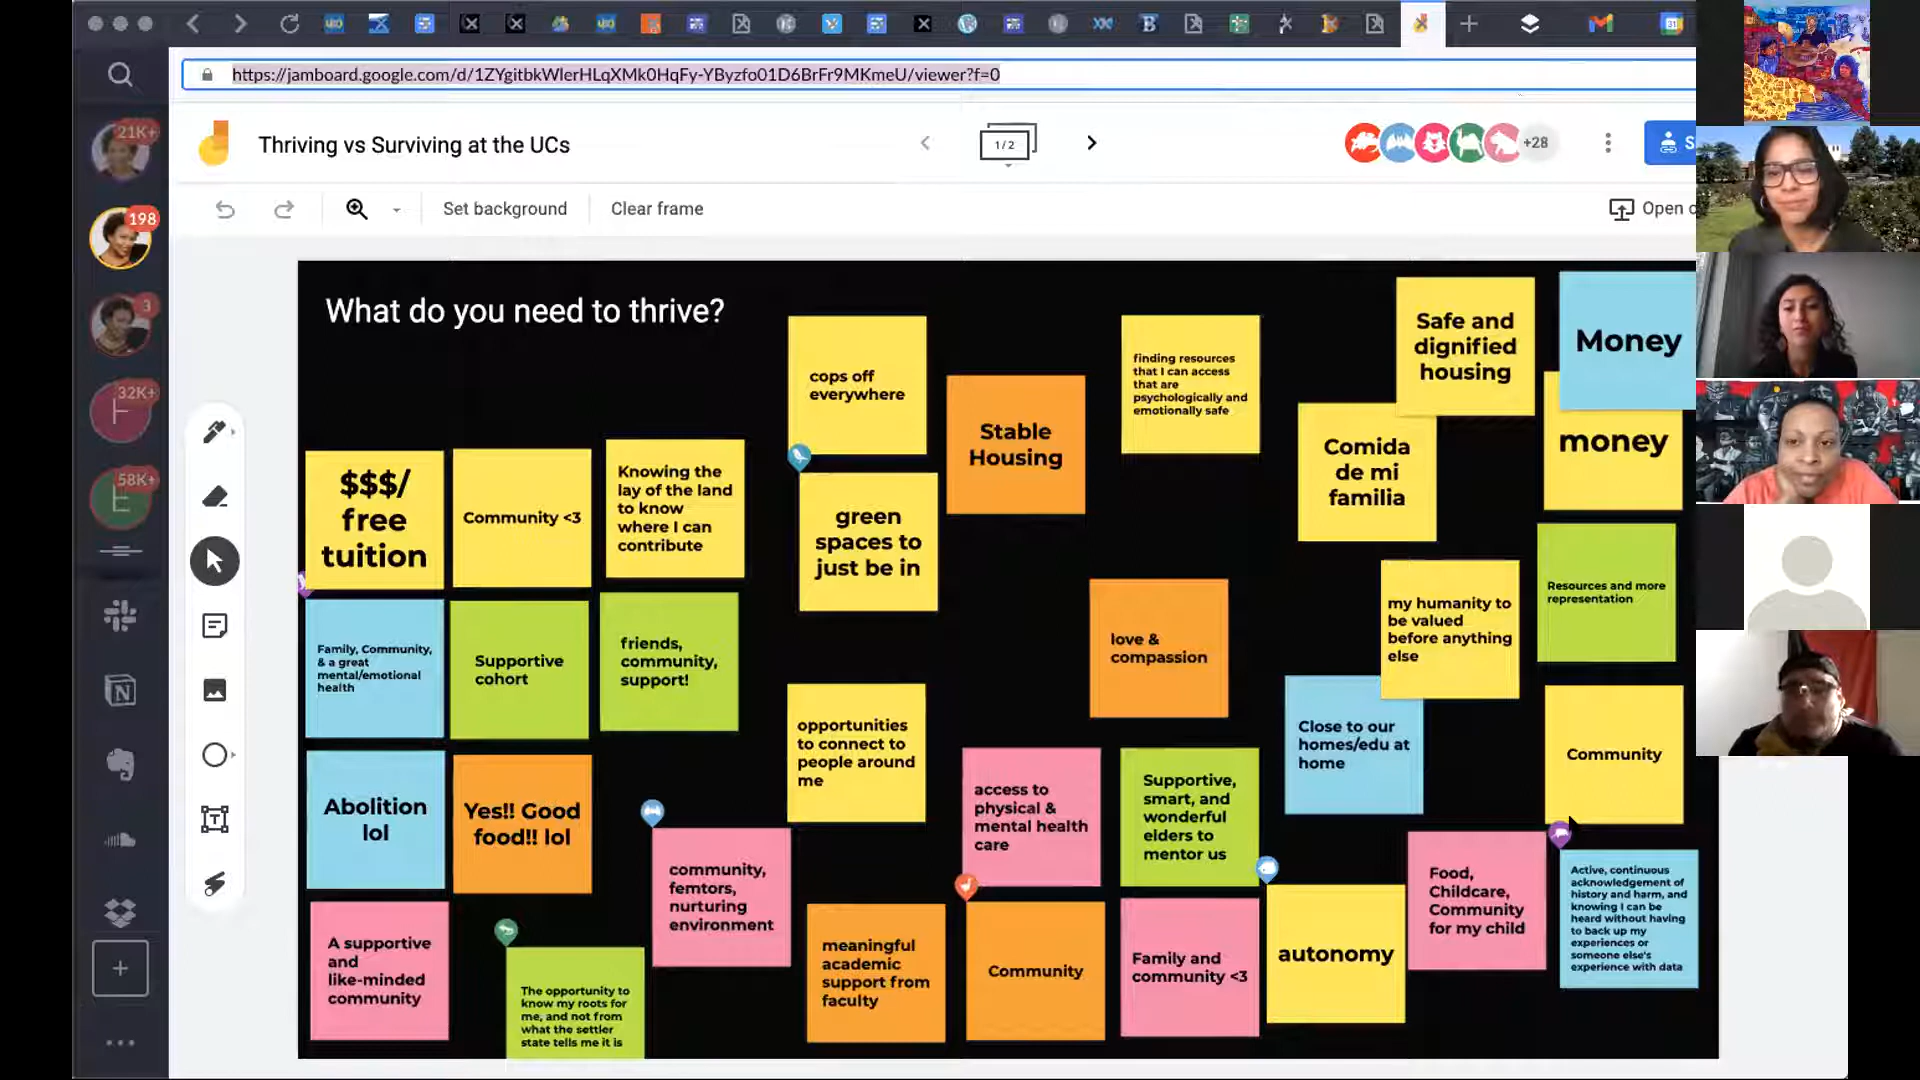 21K+
198
3
32K+
58K+
https://jamboard.google.com/d/1ZYgitbkWlerHLqXMk0HqFy-YByzfo01D6BrFr9MKmeU/viewer?f=0
Thriving vs Surviving at the UCs
1/2
+28
S
Set background
Clear frame
Open
What do you need to thrive?
cops off
everywhere
Stable
Housing
finding resources
that I can access
that are
psychologically and
emotionally safe
Safe and
dignified
housing
Money
money
Comida
de mi
familia
$$$/
free
tuition
Community <3
Knowing the
lay of the land
to know
where I can
contribute
green
spaces to
just be in
Resources and more
representation
my humanity to
be valued
before anything
else
love &
compassion
Family, Community,
& a great
mental/emotional
health
Supportive
cohort
friends,
community,
support!
opportunities
to connect to
people around
me
Close to our
homes/edu at
home
Community
access to
physical &
mental health
care
Supportive,
smart, and
wonderful
elders to
mentor us
Abolition
lol
Yes!! Good
food!! lol
community,
femtors,
nurturing
environment
Food,
Childcare,
Community
for my child
Active, continuous
acknowledgement of
history and harm, and
knowing I can be
heard without having
to back up my
experiences or
someone else's
experience with data
A supportive
and
like-minded
community
The opportunity to
know my roots for
me, and not from
what the settler
state tells me it is
meaningful
academic
support from
faculty
Community
Family and
community <3
autonomy